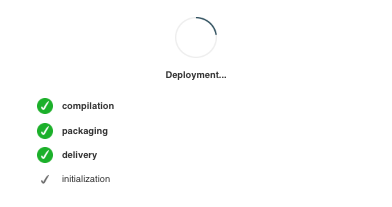 Deployment...
compilation
packaging
delivery
initialization